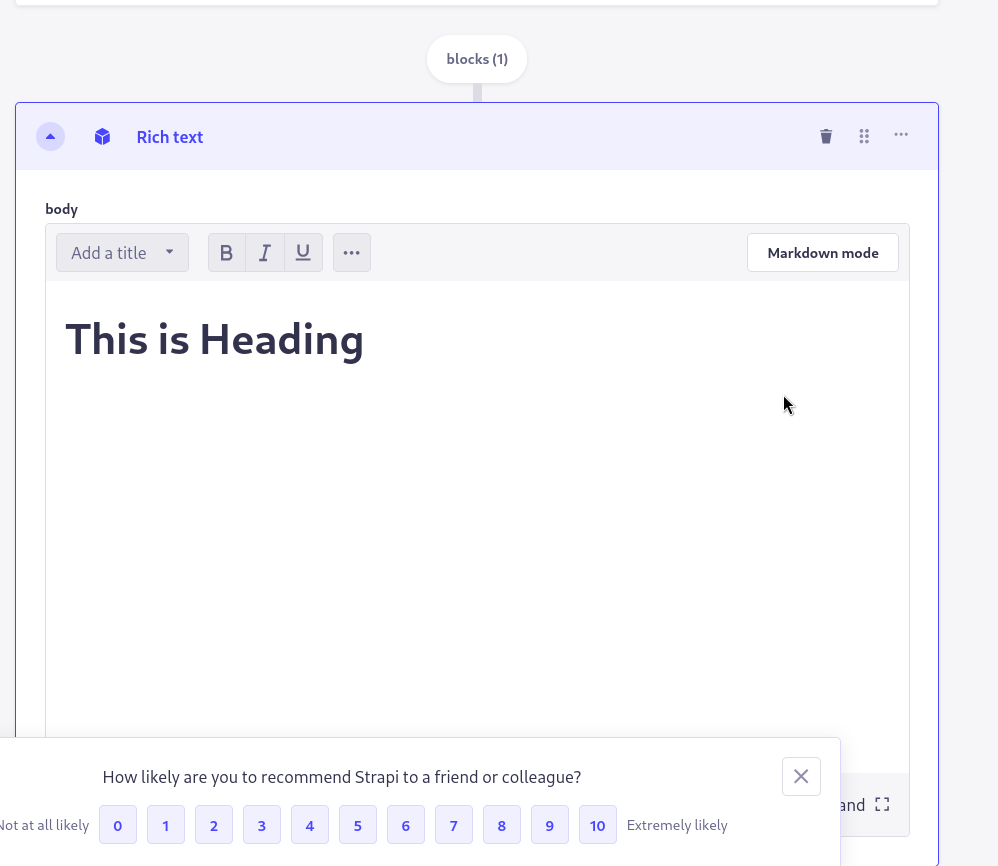 blocks (1)
Rich text
body
Add a title
B I U
Markdown mode
This is Heading
How likely are you to recommend Strapi to a friend or colleague?
and
Not at all likely 0 1 2 3 4 5 6 7 8 9 10 Extremely likely